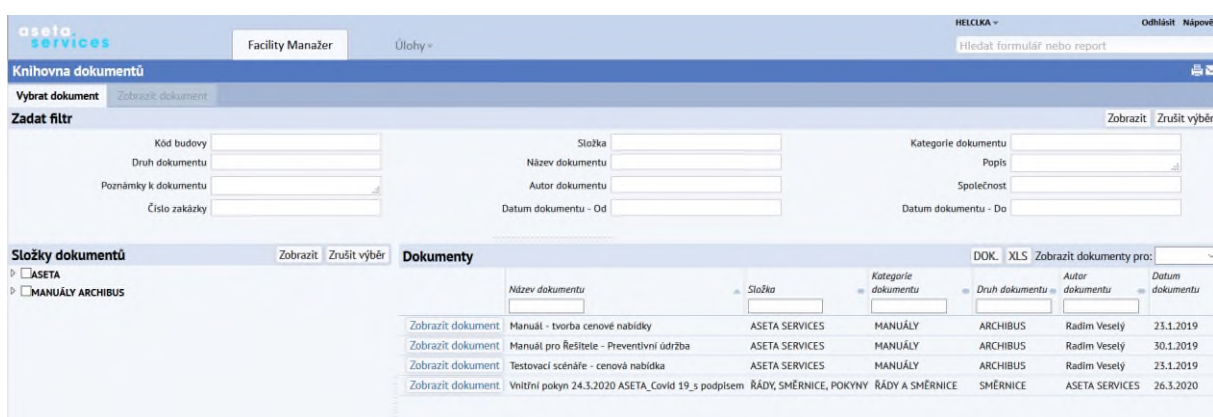 aseta.
services
HELCLKA
Odhlásit Nápově
Facility Manažer
Úlohy
Hledat formulář nebo report
Knihovna dokumentů
Vybrat dokument Zobrazit dokument
Zadat filtr Zobrazit Zrušit výběr
Kód budovy Složka Kategorie dokumentu
Druh dokumentu Název dokumentu Popis
Poznámky k dokumentu Autor dokumentu Společnost
Číslo zakázky Datum dokumentu - Od Datum dokumentu - Do
Složky dokumentů Zobrazit Zrušit výběr
ASETA
MANUÁLY ARCHIBUS
Dokumenty DOK. XLS Zobrazit dokumenty pro:
Název dokumentu Složka Kategorie dokumentu Druh dokumentu Autor dokumentu Datum dokumentu
Zobrazit dokument Manuál - tvorba cenové nabídky ASETA SERVICES MANUÁLY ARCHIBUS Radim Veselý 23.1.2019
Zobrazit dokument Manuál pro Řešitele - Preventivní údržba ASETA SERVICES MANUÁLY ARCHIBUS Radim Veselý 30.1.2019
Zobrazit dokument Testovací scénáře - cenová nabídka ASETA SERVICES MANUÁLY ARCHIBUS Radim Veselý 23.1.2019
Zobrazit dokument Vnitřní pokyn 24.3.2020 ASETA_Covid 19_s podpisem ŘÁDY, SMĚRNICE, POKYNY ŘÁDY A SMĚRNICE SMĚRNICE ASETA SERVICES 26.3.2020